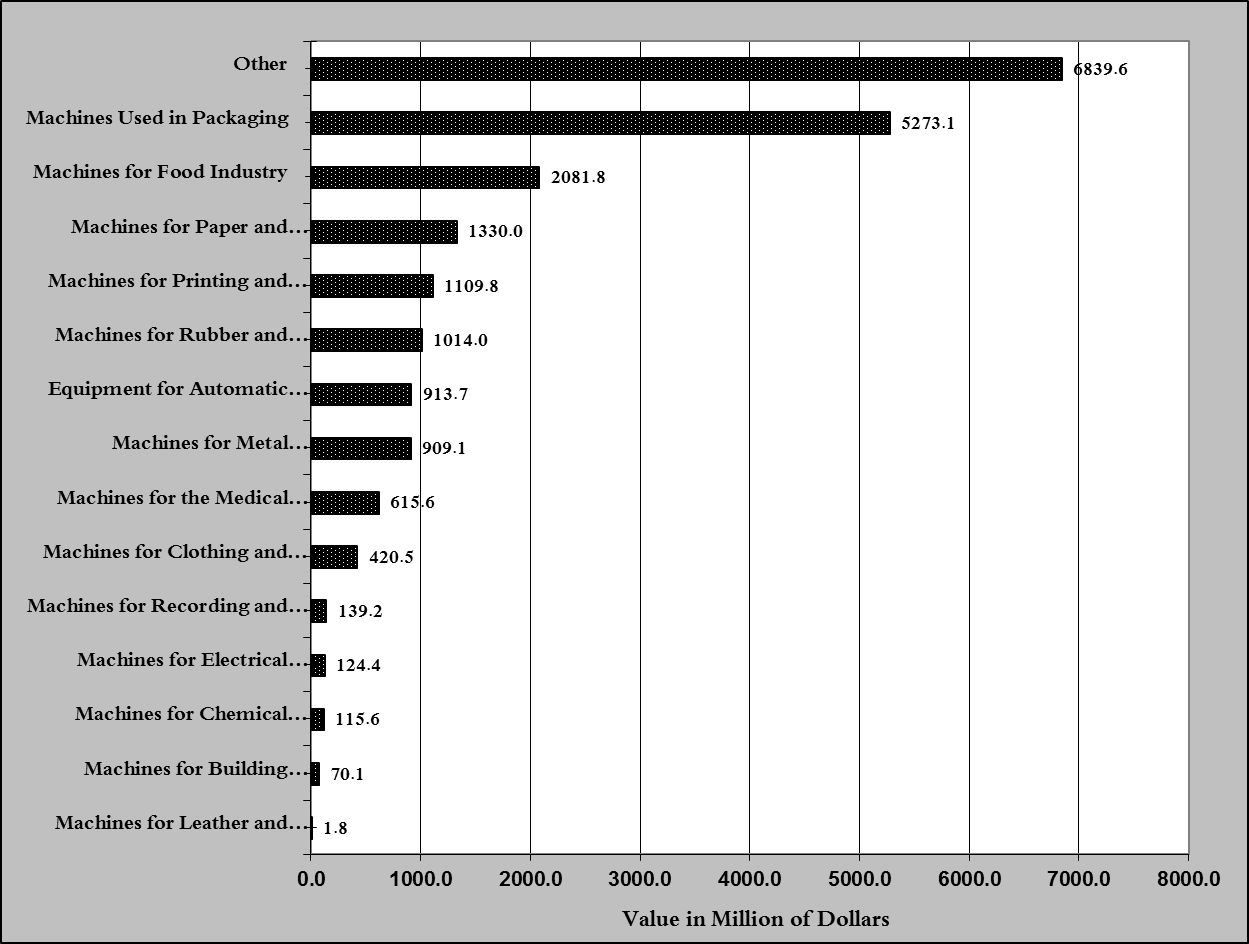 Other
6839.6
Machines Used in Packaging
5273.1
Machines for Food Industry
2081.8
Machines for Paper and…
1330.0
Machines for Printing and…
1109.8
Machines for Rubber and…
1014.0
Equipment for Automatic…
913.7
Machines for Metal…
909.1
Machines for the Medical…
615.6
Machines for Clothing and…
420.5
Machines for Recording and…
139.2
Machines for Electrical…
124.4
Machines for Chemical…
115.6
Machines for Building…
70.1
Machines for Leather and…
1.8
0.0 1000.0 2000.0 3000.0 4000.0 5000.0 6000.0 7000.0 8000.0
Value in Million of Dollars